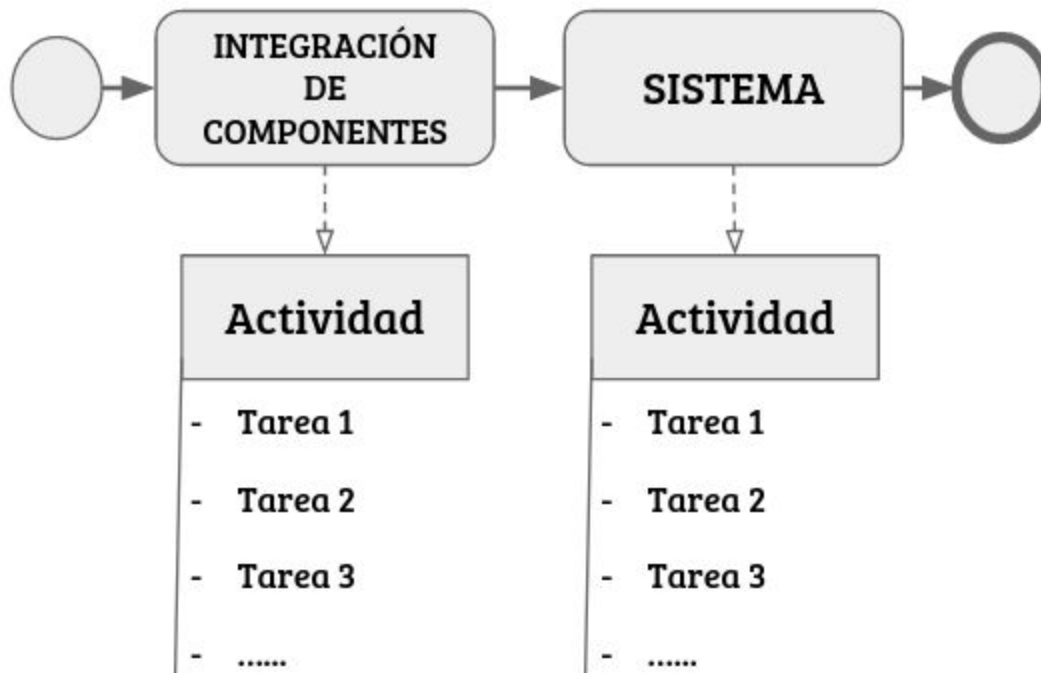 INTEGRACIÓN
DE
COMPONENTES
SISTEMA
Actividad
- Tarea 1
- Tarea 2
- Tarea 3
- ......
Actividad
- Tarea 1
- Tarea 2
- Tarea 3
- ......